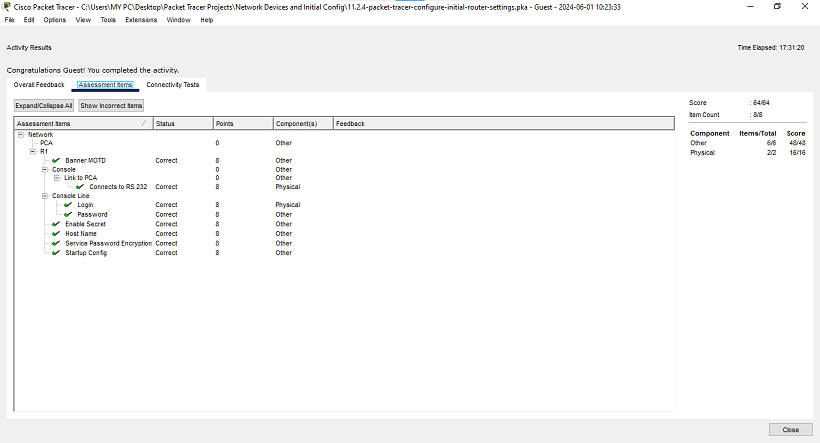 Cisco Packet Tracer - C:\Users\MY PC\Desktop\Packet Tracer Projects\Network Devices and Initial Config\11.2.4-packet-tracer-configure-initial-router-settings.pka - Guest - 2024-06-01 10:23:33
File Edit Options View Tools Extensions Window Help
Activity Results Time Elapsed: 17:31:20
Congratulations Guest! You completed the activity.
Overall Feedback Assessment Items Connectivity Tests
Expand/Collapse All Show Incorrect Items
Score : 64/64
Item Count : 8/8
Component Items/Total Score
Other 6/6 48/48
Physical 2/2 16/16
Assessment Items Status Points Component(s) Feedback
Network
PCA 0 Other
R1
Banner MOTD Correct 8 Other
Console 0 Other
Link to PCA 0 Other
Connects to RS 232 Correct 8 Physical
Console Line
Login Correct 8 Physical
Password Correct 8 Other
Enable Secret Correct 8 Other
Host Name Correct 8 Other
Service Password Encryption Correct 8 Other
Startup Config Correct 8 Other
Close